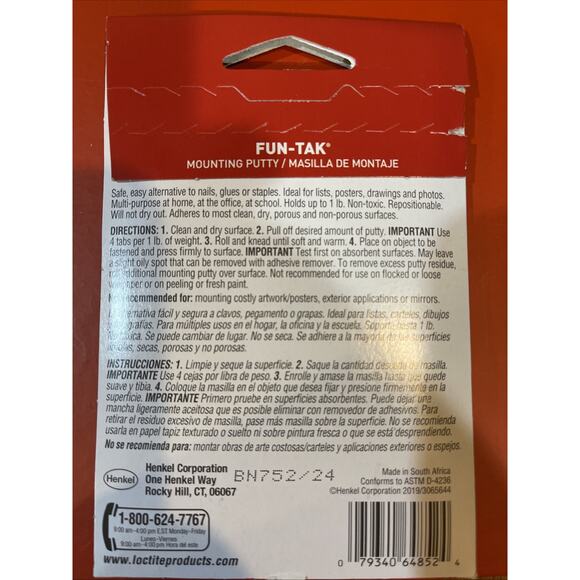 FUN-TAK®
MOUNTING PUTTY / MASILLA DE MONTAJE
Safe, easy alternative to nails, glues or staples. Ideal for lists, posters, drawings and photos.
Multi-purpose at home, at the office, at school. Holds up to 1 lb. Non-toxic. Repositionable.
Will not dry out. Adheres to most clean, dry, porous and non-porous surfaces.
DIRECTIONS: 1. Clean and dry surface. 2. Pull off desired amount of putty. IMPORTANT Use
4 tabs per 1 lb. of weight. 3. Roll and knead until soft and warm. 4. Place on object to be
fastened and press firmly to surface. IMPORTANT Test first on absorbent surfaces. May leave
a slight oily spot that can be removed with adhesive remover. To remove excess putty residue,
roll additional mounting putty over surface. Not recommended for use on flocked or loose
or on peeling or fresh paint.
Not recommended for: mounting costly artwork/posters, exterior applications or mirrors.
alternativa fácil y segura a clavos, pegamento o grapas. Ideal para listas, carteles, dibujos
Para múltiples usos en el hogar, la oficina y la escuela. Soporta hasta 1 lb.
Se puede cambiar de lugar. No se seca. Se adhiere a la mayoría de las superficies
secas, porosas y no porosas.
INSTRUCCIONES: 1. Limpie y seque la superficie. 2. Saque la cantidad deseada de masilla.
IMPORTANTE Use 4 cejas por libra de peso. 3. Enrolle y amase la masilla hasta que quede
suave y tibia. 4. Coloque la masilla en el objeto que desea fijar y presione firmemente en la
superficie. IMPORTANTE Primero pruebe en superficies absorbentes. Puede dejar una
mancha ligeramente aceitosa que es posible eliminar con removedor de adhesivos. Para
retirar el residuo excesivo de masilla, pase más masilla sobre la superficie. No se recomienda
usarla en papel tapiz texturado o suelto ni sobre pintura fresca o que se está desprendiendo.
No se recomienda para: montar obras de arte costosas/carteles y aplicaciones exteriores o espejos.
Henkel
Henkel Corporation
One Henkel Way
Rocky Hill, CT, 06067
BN752/24
Made in South Africa
Conforms to ASTM D-4236
©Henkel Corporation 2019/3065644
1-800-624-7767
9:00 am-4:00 pm EST Monday-Friday
Lunes-Viernes
9:00 am-4:00 pm Hora del este
www.loctiteproducts.com
0 79340 64852 4